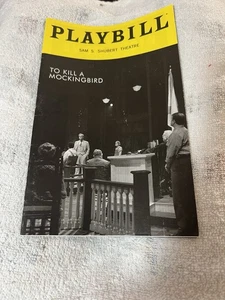 PLAYBILL
SAM S. SHUBERT THEATRE
TO KILL A
MOCKINGBIRD